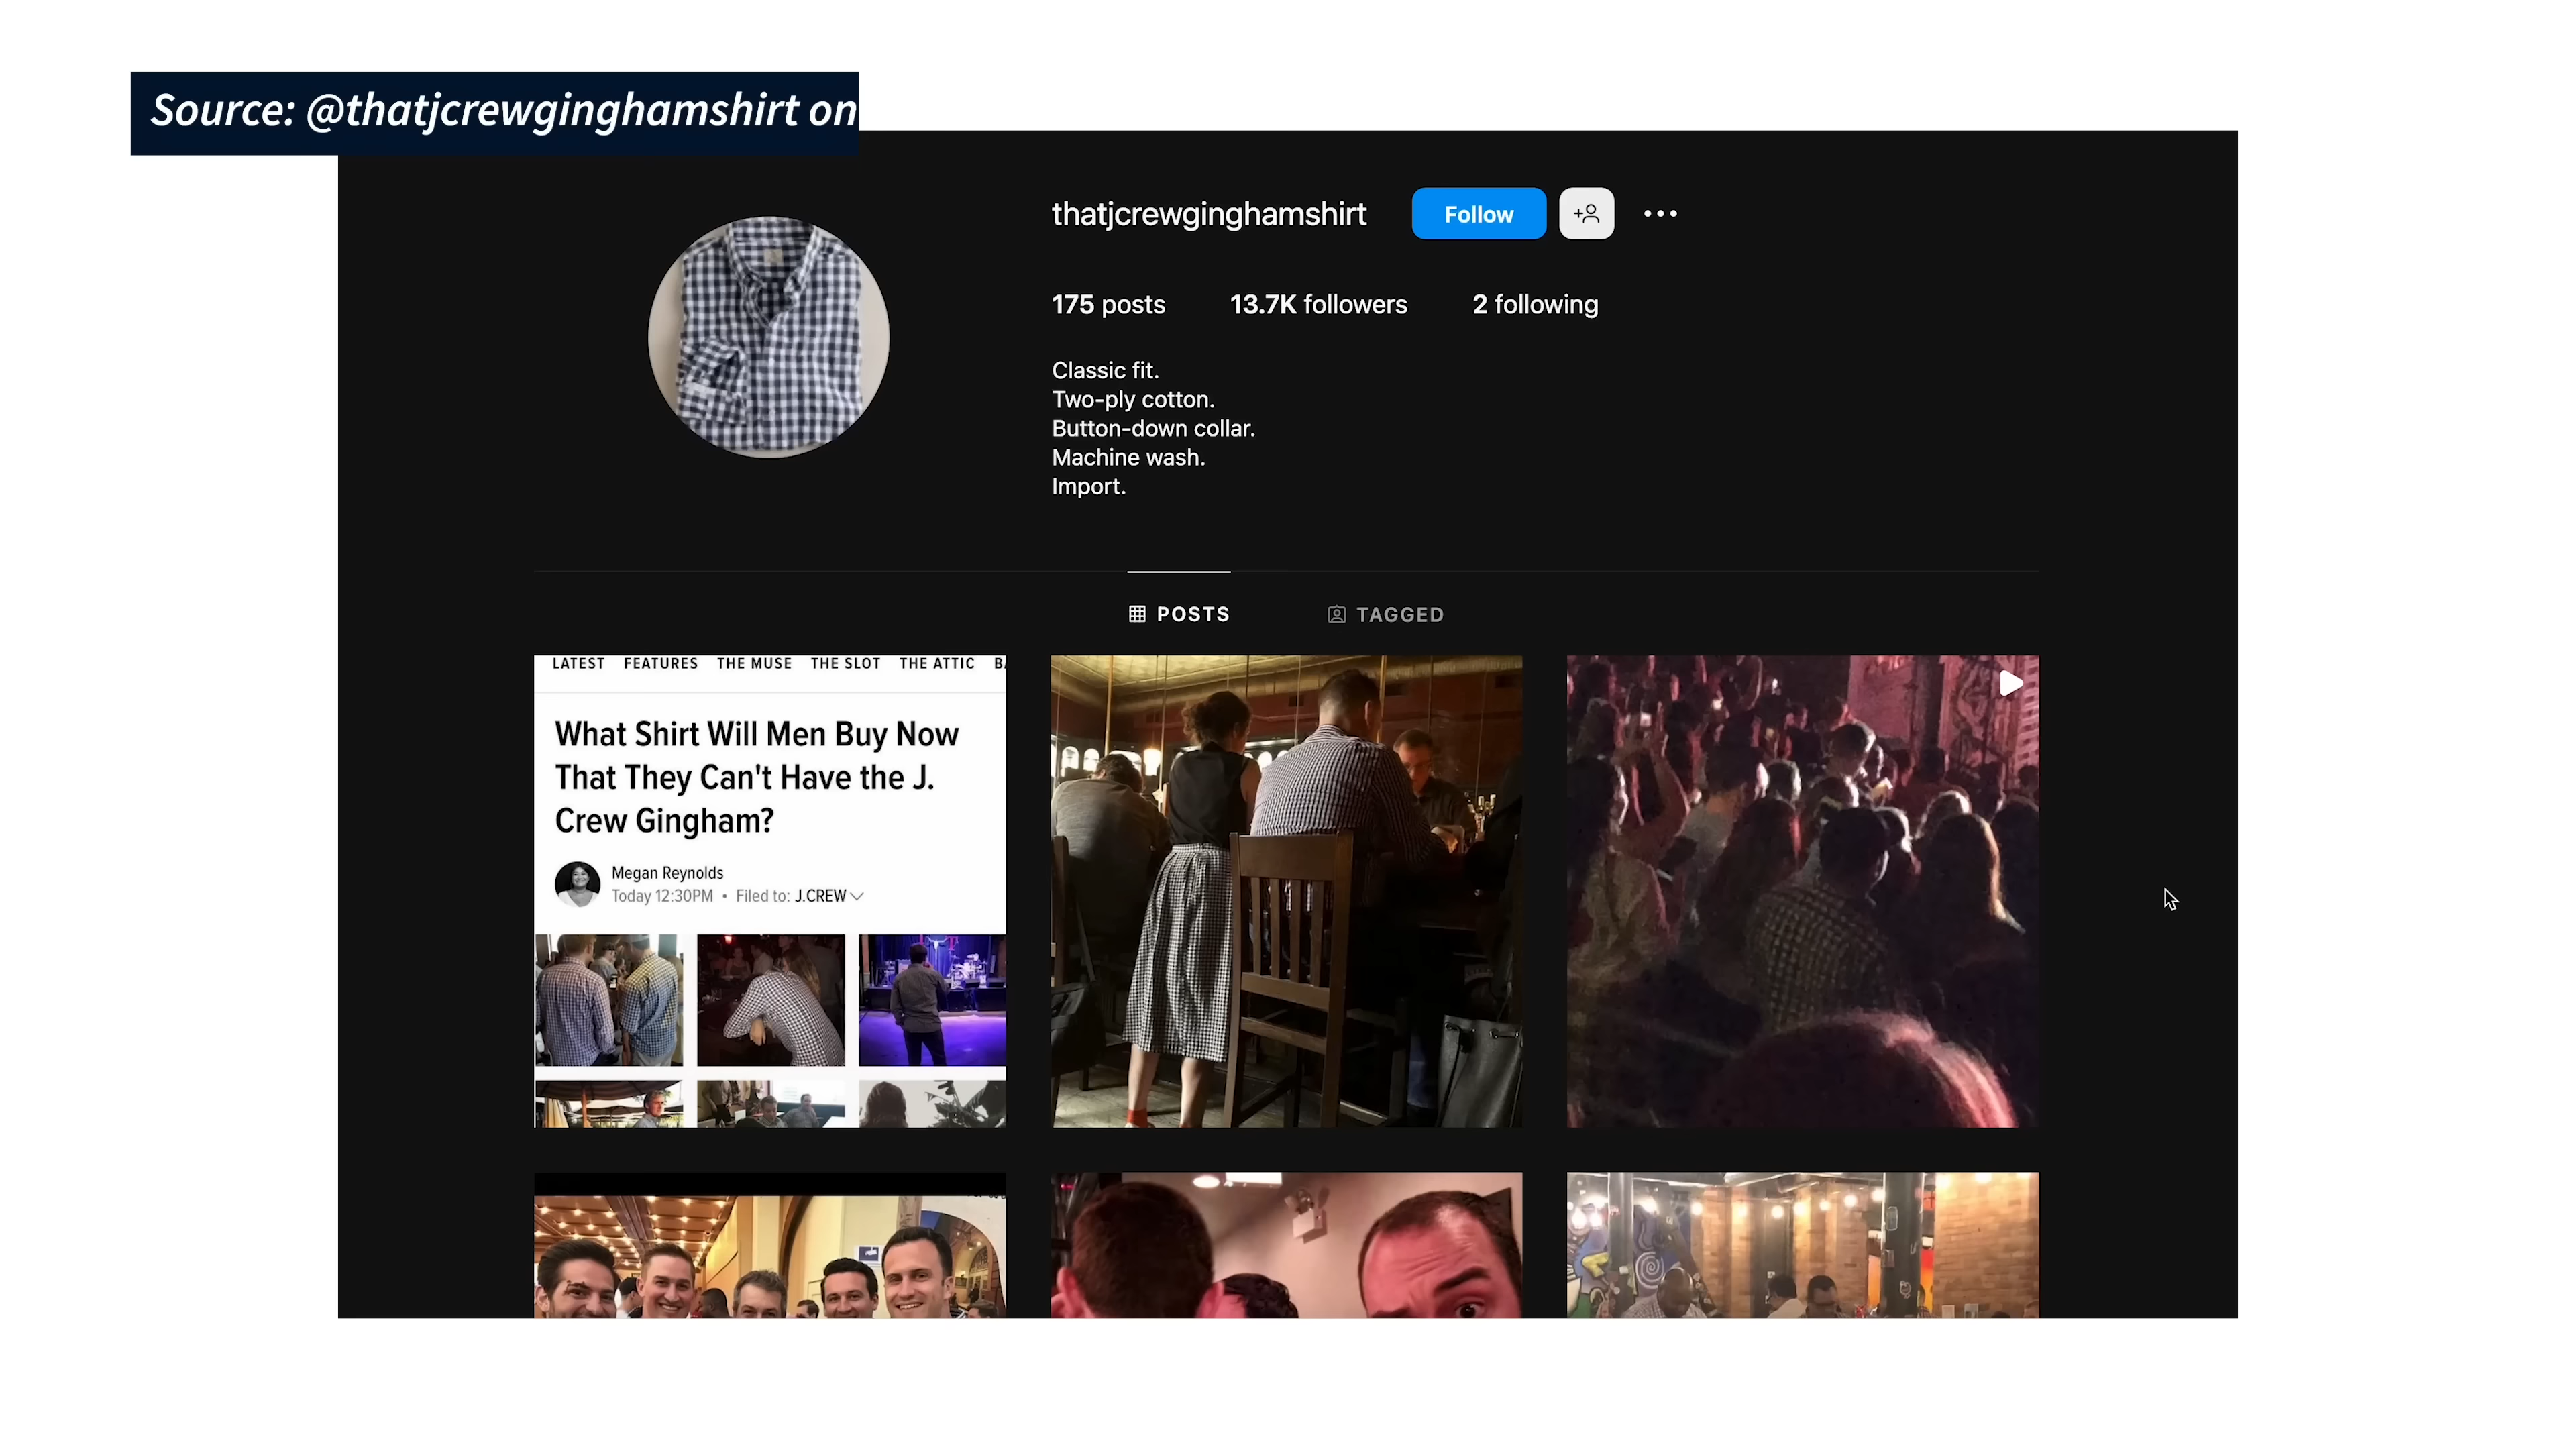 Source: @thatjcrewginghamshirt on
thatjcrewginghamshirt
Follow
175 posts
13.7K followers
2 following
Classic fit.
Two-ply cotton.
Button-down collar.
Machine wash.
Import.
POSTS
TAGGED
LATEST FEATURES THE MUSE THE SLOT THE ATTIC
What Shirt Will Men Buy Now
That They Can't Have the J.
Crew Gingham?
Megan Reynolds
Today 12:30PM • Filed to: J.CREW